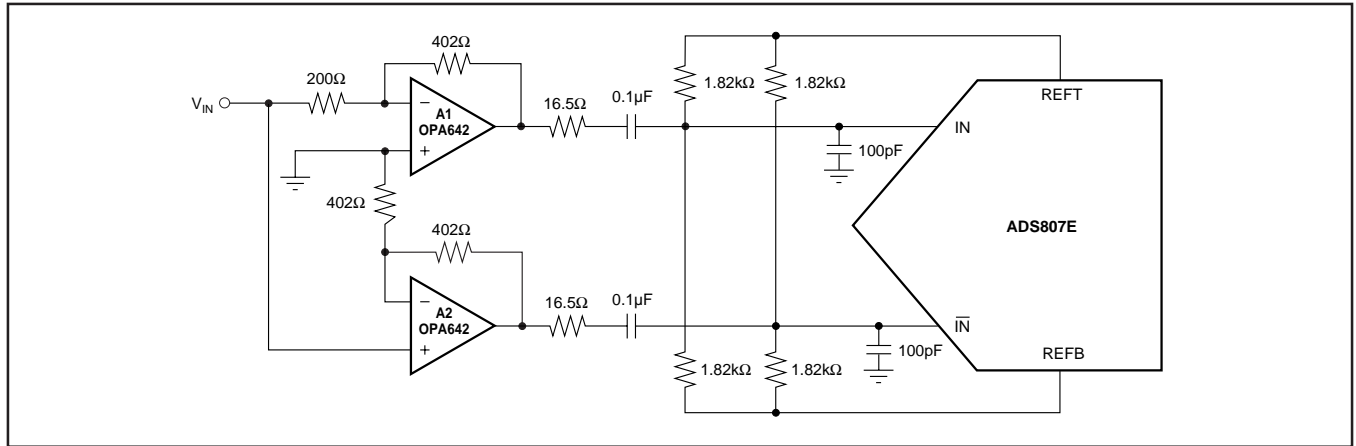 402Ω
200Ω
V_IN
−
A1
OPA642
+
16.5Ω
0.1µF
1.82kΩ
1.82kΩ
REFT
IN
100pF
402Ω
402Ω
−
A2
OPA642
+
16.5Ω
0.1µF
ADS807E
I̅N̅
100pF
REFB
1.82kΩ
1.82kΩ